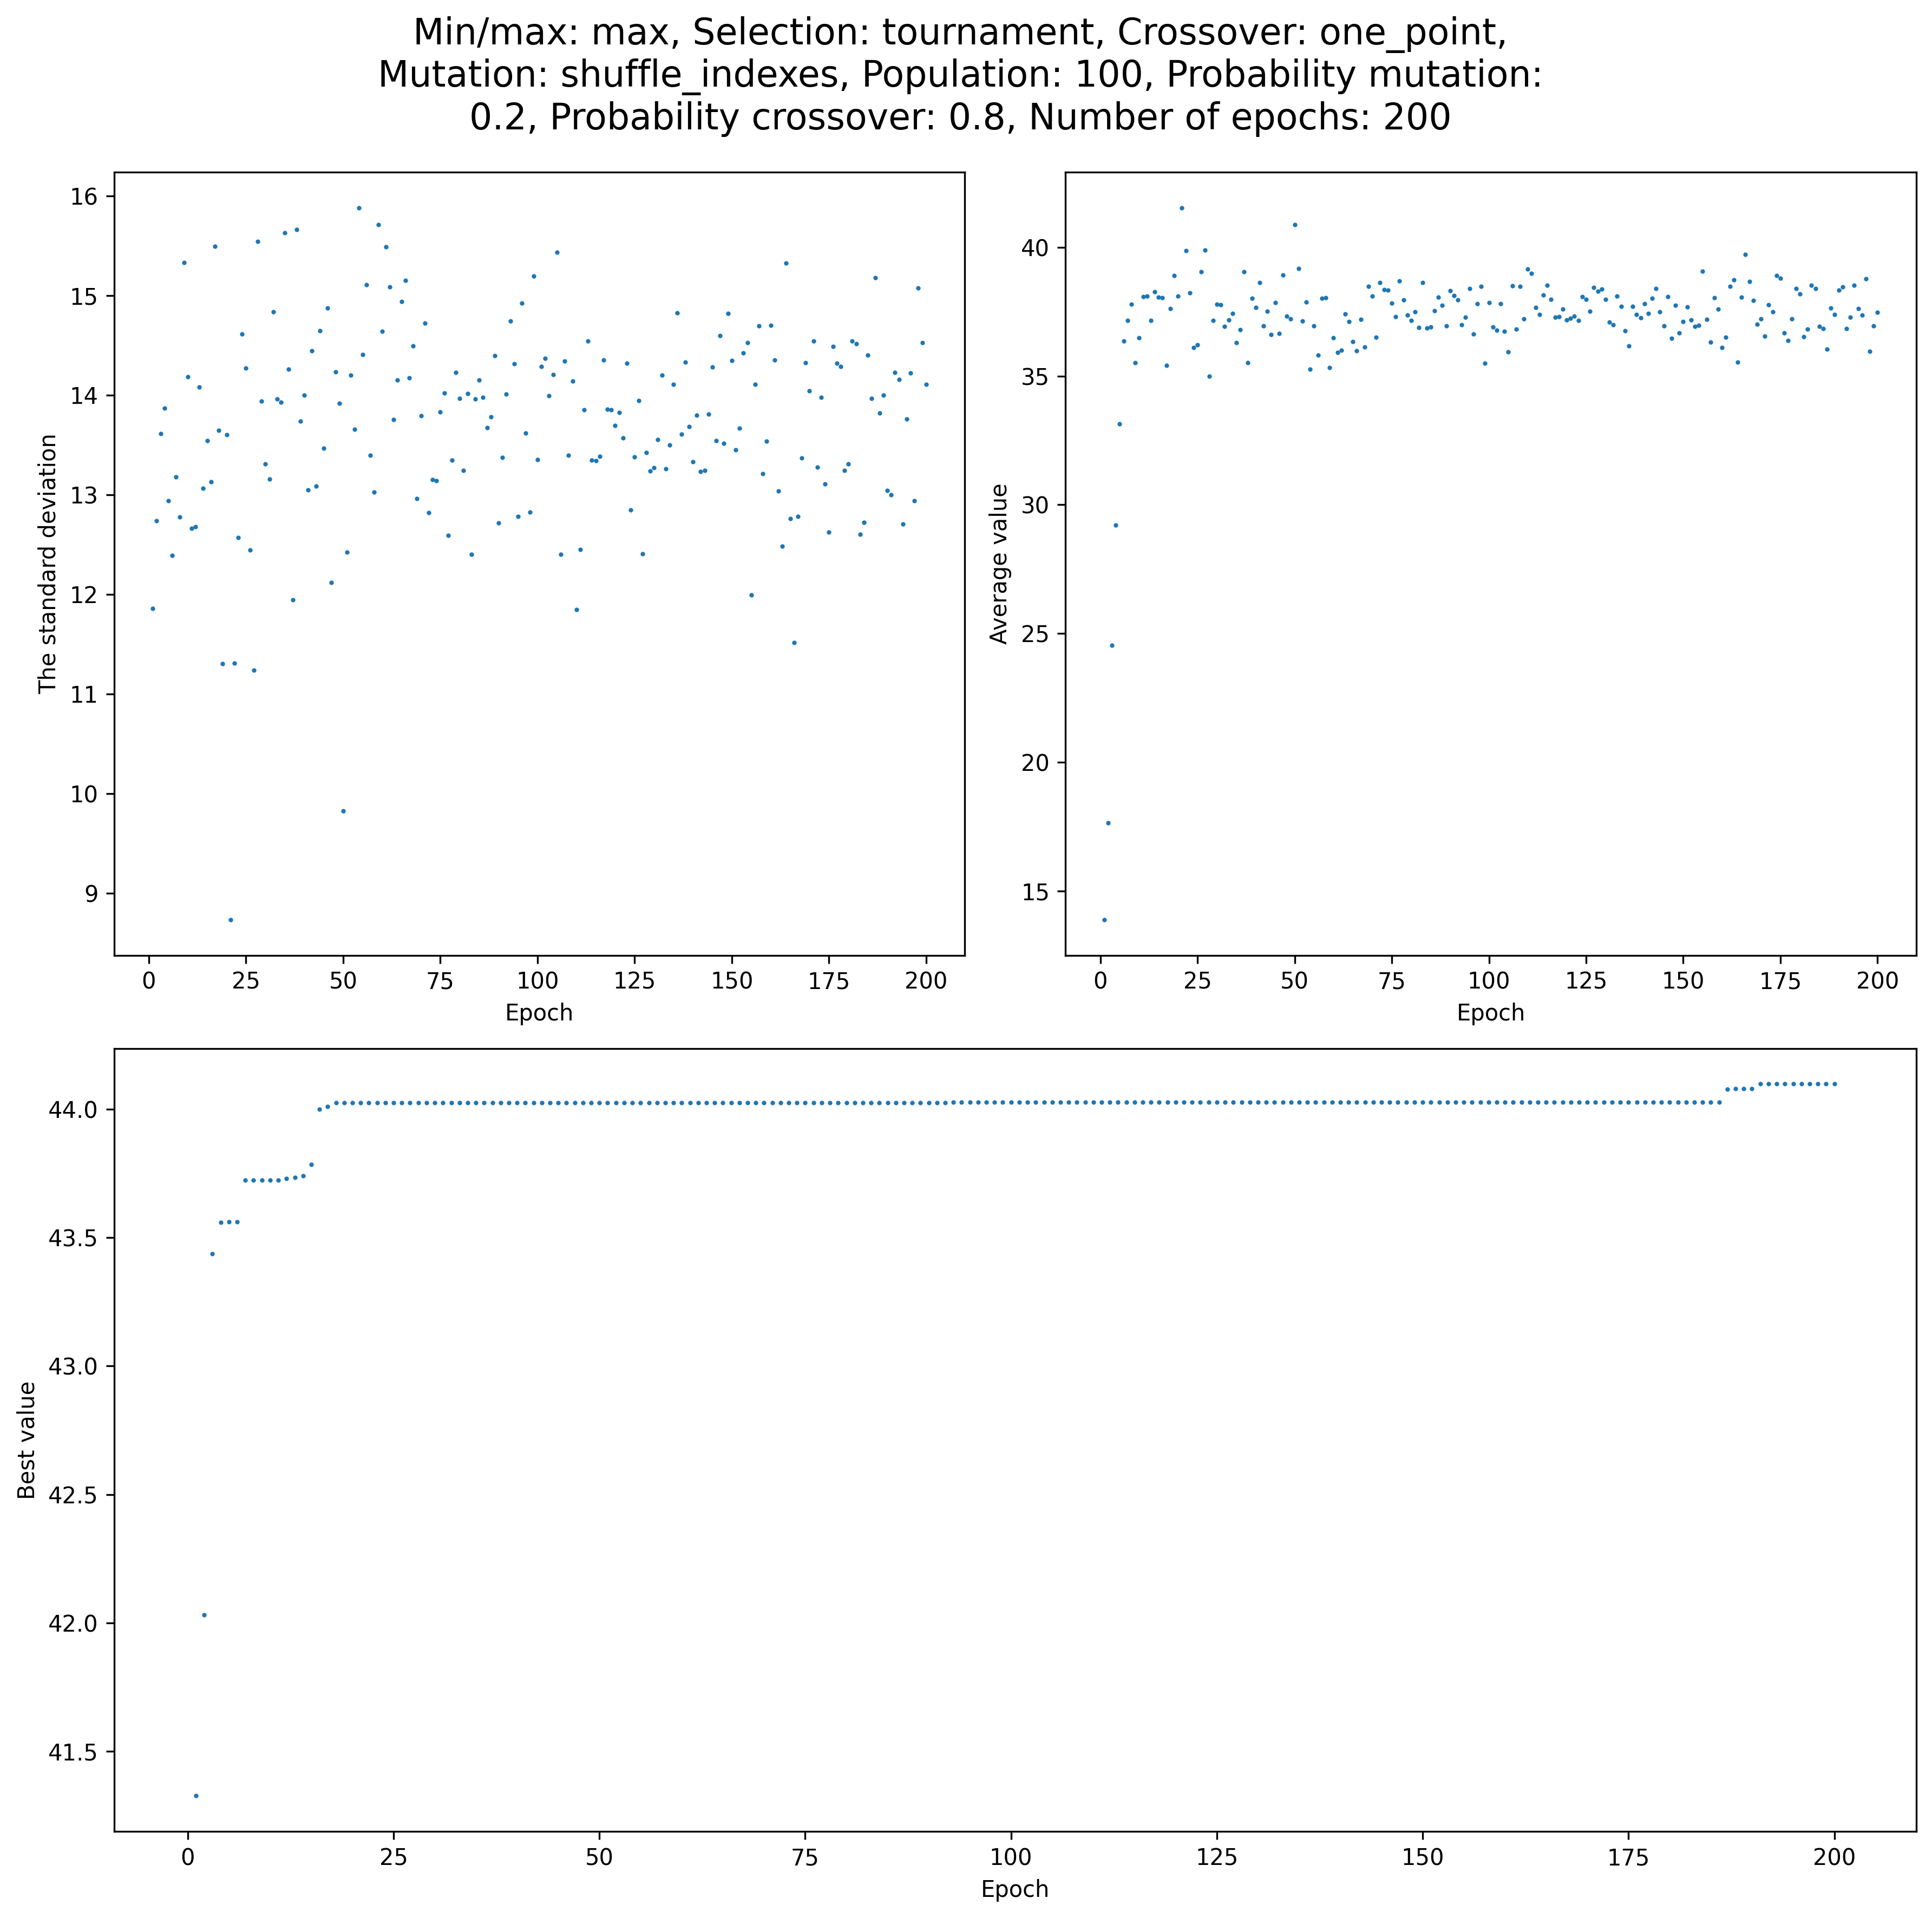 Min/max: max, Selection: tournament, Crossover: one_point,
Mutation: shuffle_indexes, Population: 100, Probability mutation:
0.2, Probability crossover: 0.8, Number of epochs: 200
16
15
14
13
12
11
10
9
The standard deviation
0 25 50 75 100 125 150 175 200
Epoch
40
35
30
25
20
15
Average value
0 25 50 75 100 125 150 175 200
Epoch
44.0
43.5
43.0
42.5
42.0
41.5
Best value
0 25 50 75 100 125 150 175 200
Epoch